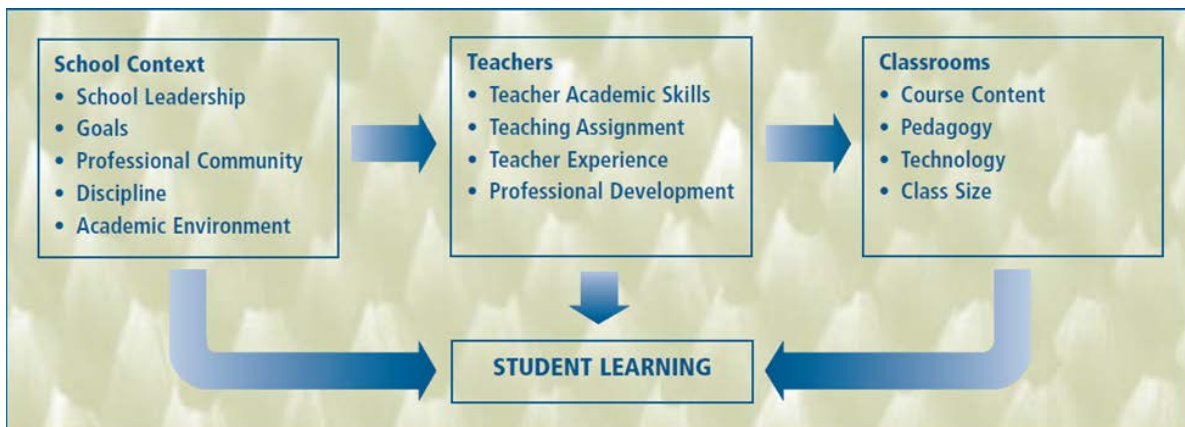 School Context
• School Leadership
• Goals
• Professional Community
• Discipline
• Academic Environment
Teachers
• Teacher Academic Skills
• Teaching Assignment
• Teacher Experience
• Professional Development
Classrooms
• Course Content
• Pedagogy
• Technology
• Class Size
STUDENT LEARNING